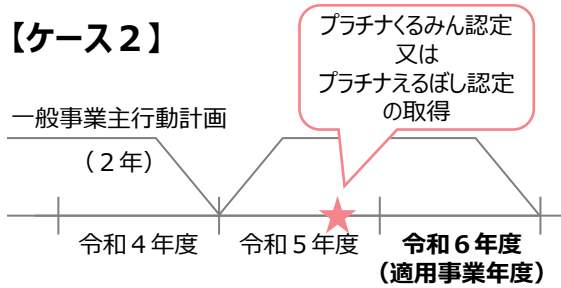 【ケース２】
プラチナくるみん認定
又は
プラチナえるぼし認定
の取得
一般事業主行動計画
（２年）
令和４年度
令和５年度
令和６年度
（適用事業年度）